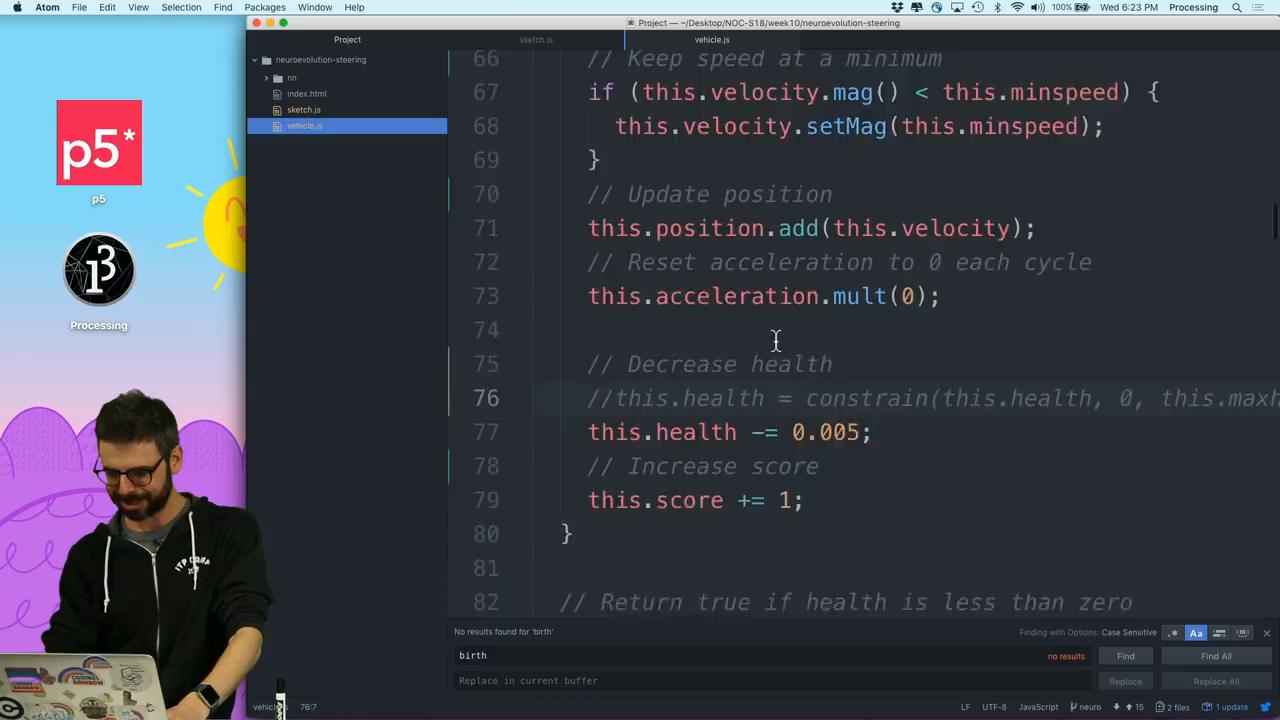 Atom File Edit View Selection Find Packages Window Help
100% Wed 6:23 PM Processing
Project — ~/Desktop/NOC-S18/week10/neuroevolution-steering
Project
sketch.js
vehicle.js
neuroevolution-steering
nn
index.html
sketch.js
vehicle.js
p5*
p5
Processing
66 // Keep speed at a minimum
67 if (this.velocity.mag() < this.minspeed) {
68 this.velocity.setMag(this.minspeed);
69 }
70 // Update position
71 this.position.add(this.velocity);
72 // Reset acceleration to 0 each cycle
73 this.acceleration.mult(0);
74
75 // Decrease health
76 //this.health = constrain(this.health, 0, this.maxh
77 this.health -= 0.005;
78 // Increase score
79 this.score += 1;
80 }
81
82 // Return true if health is less than zero
No results found for 'birth'
Finding with Options: Case Sensitive
.* Aa
birth
no results
Find
Find All
Replace in current buffer
Replace
Replace All
76:7
LF UTF-8 JavaScript neuro 15 2 files 1 update
ITP CAMP